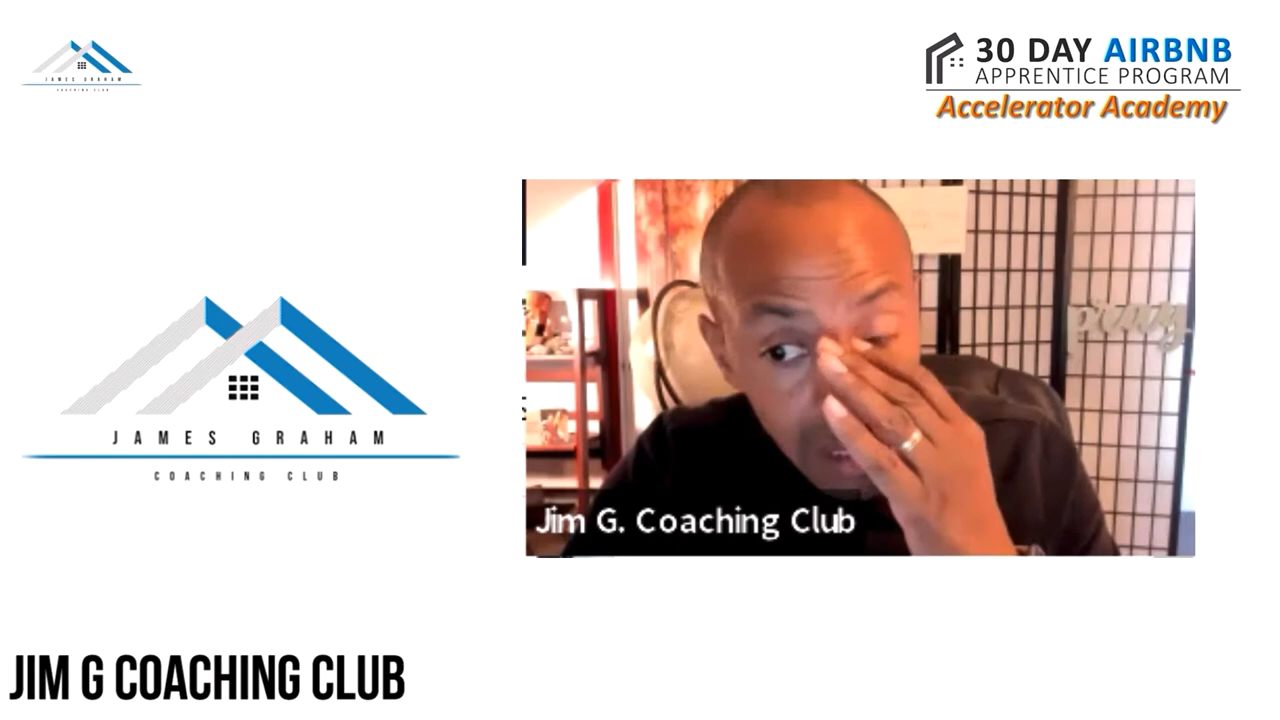 JAMES GRAHAM
COACHING CLUB
30 DAY AIRBNB
APPRENTICE PROGRAM
Accelerator Academy
JAMES GRAHAM
COACHING CLUB
Jim G. Coaching Club
JIM G COACHING CLUB